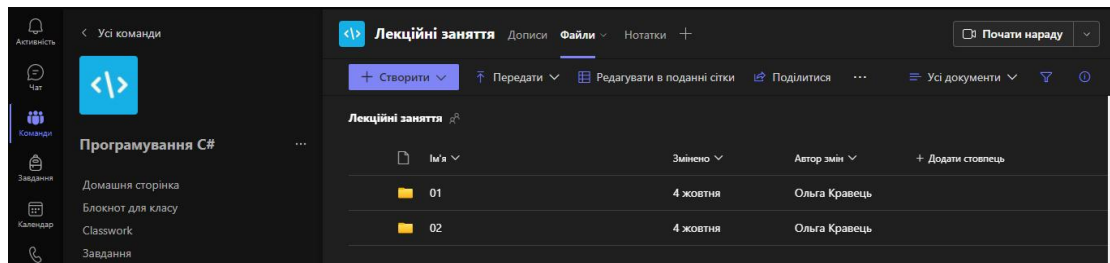 Активність
Чат
Команди
Завдання
Календар
Усі команди
Програмування C#
Домашня сторінка
Блокнот для класу
Classwork
Завдання
Лекційні заняття Дописи Файли Нотатки
Почати нараду
Створити Передати Редагувати в поданні сітки Поділитися ... Усі документи
Лекційні заняття
Ім'я Змінено Автор змін + Додати стовпець
01 4 жовтня Ольга Кравець
02 4 жовтня Ольга Кравець